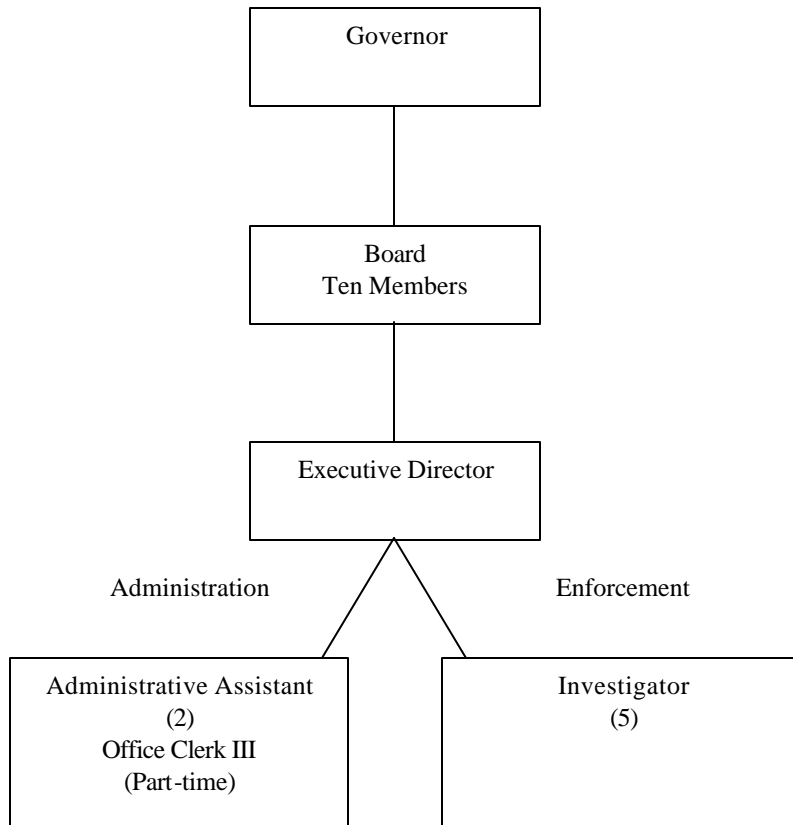 Governor
Board
Ten Members
Executive Director
Administration
Enforcement
Administrative Assistant
(2)
Office Clerk III
(Part-time)
Investigator
(5)